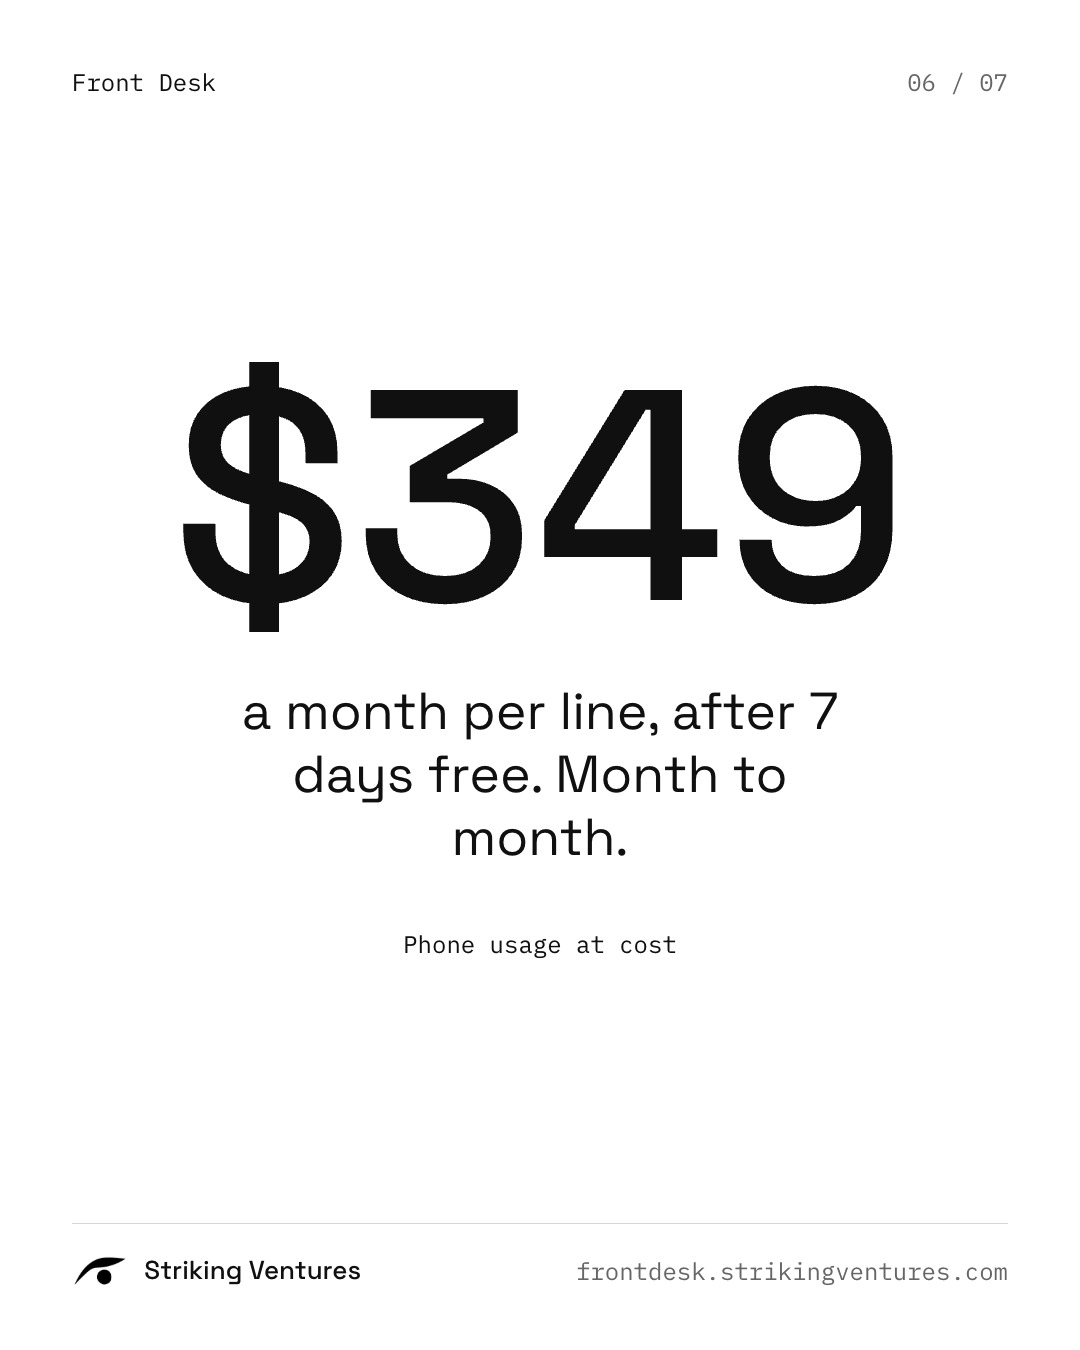 Front Desk
06 / 07
$349
a month per line, after 7
days free. Month to
month.
Phone usage at cost
Striking Ventures
frontdesk.strikingventures.com